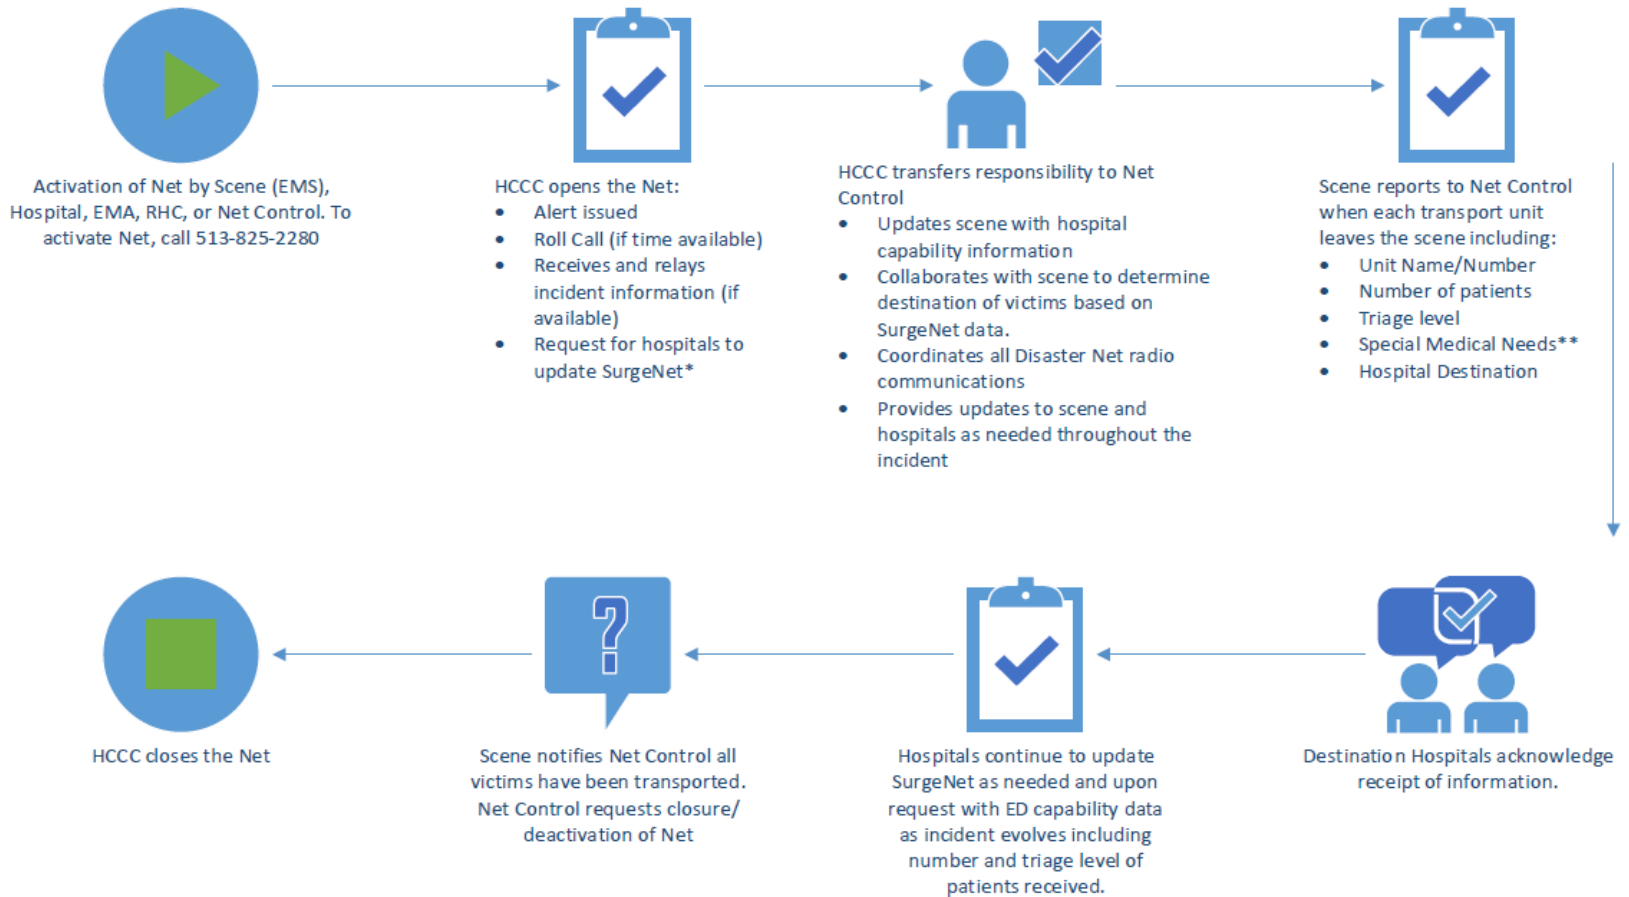 Activation of Net by Scene (EMS),
Hospital, EMA, RHC, or Net Control. To
activate Net, call 513-825-2280
HCCC opens the Net:
• Alert issued
• Roll Call (if time available)
• Receives and relays
incident information (if
available)
• Request for hospitals to
update SurgeNet*
HCCC transfers responsibility to Net
Control
• Updates scene with hospital
capability information
• Collaborates with scene to determine
destination of victims based on
SurgeNet data.
• Coordinates all Disaster Net radio
communications
• Provides updates to scene and
hospitals as needed throughout the
incident
Scene reports to Net Control
when each transport unit
leaves the scene including:
• Unit Name/Number
• Number of patients
• Triage level
• Special Medical Needs**
• Hospital Destination
Destination Hospitals acknowledge
receipt of information.
Hospitals continue to update
SurgeNet as needed and upon
request with ED capability data
as incident evolves including
number and triage level of
patients received.
?
Scene notifies Net Control all
victims have been transported.
Net Control requests closure/
deactivation of Net
HCCC closes the Net